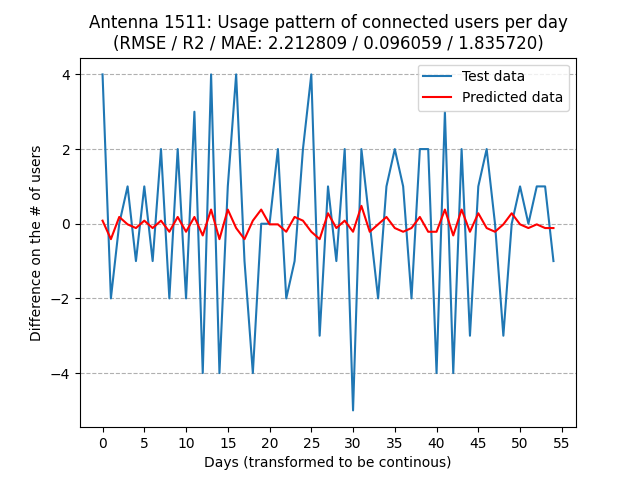 Antenna 1511: Usage pattern of connected users per day
(RMSE / R2 / MAE: 2.212809 / 0.096059 / 1.835720)
Test data
Predicted data
Difference on the # of users
4
2
0
−2
−4
0 5 10 15 20 25 30 35 40 45 50 55
Days (transformed to be continous)